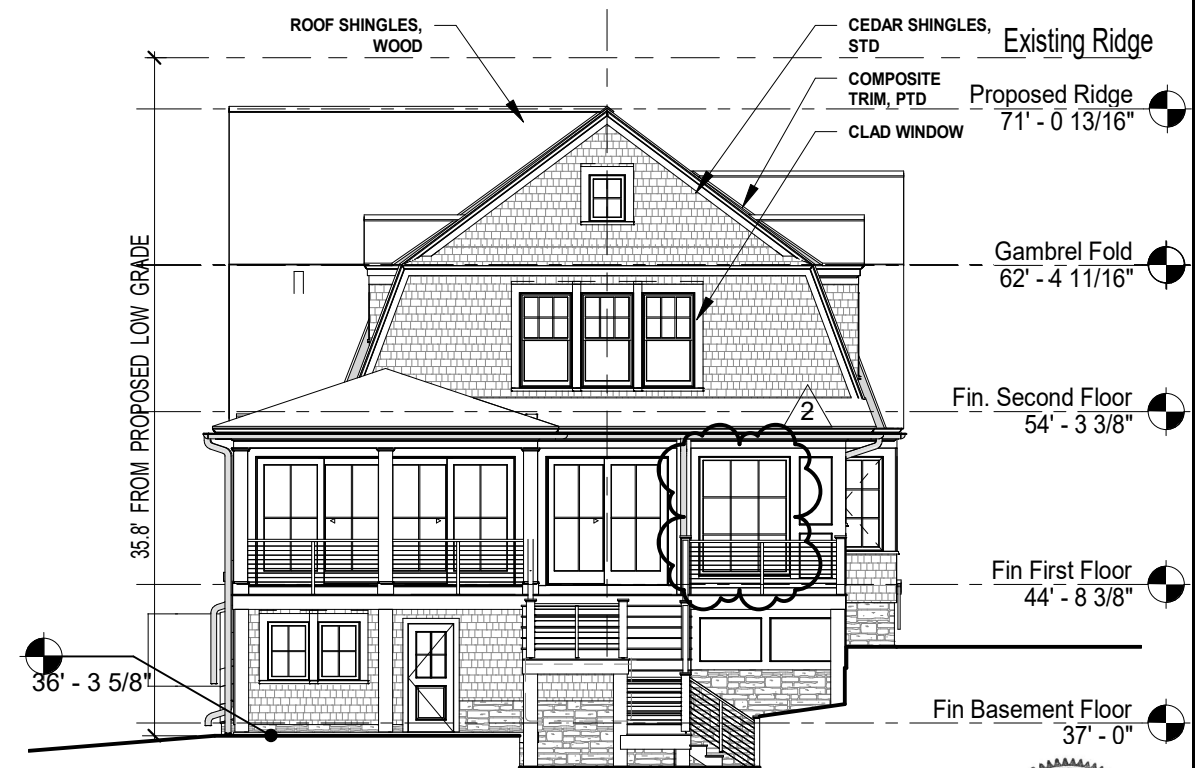 ROOF SHINGLES,
WOOD
CEDAR SHINGLES,
STD
COMPOSITE
TRIM, PTD
CLAD WINDOW
Existing Ridge
Proposed Ridge
71' - 0 13/16"
Gambrel Fold
62' - 4 11/16"
Fin. Second Floor
54' - 3 3/8"
2
35.8' FROM PROPOSED LOW GRADE
Fin First Floor
44' - 8 3/8"
36' - 3 5/8"
Fin Basement Floor
37' - 0"